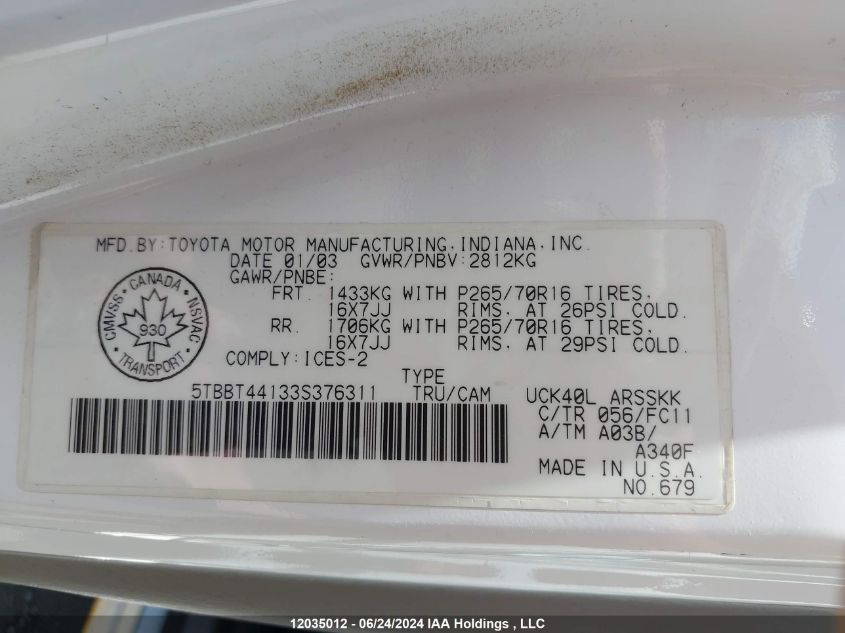 MFD.BY:TOYOTA MOTOR MANUFACTURING,INDIANA,INC.
DATE 01/03 GVWR/PNBV:2812KG
GAWR/PNBE:
FRT. 1433KG WITH P265/70R16 TIRES,
16X7JJ RIMS, AT 26PSI COLD.
RR. 1706KG WITH P265/70R16 TIRES,
16X7JJ RIMS, AT 29PSI COLD.
COMPLY:ICES-2
CANADA
CMVSS NSVAC
930
TRANSPORT
TYPE
5TBBT44133S376311 TRU/CAM UCK40L ARSSKK
C/TR 056/FC11
A/TM A03B/
A340F
MADE IN U.S.A.
NO.679
12035012 - 06/24/2024 IAA Holdings , LLC